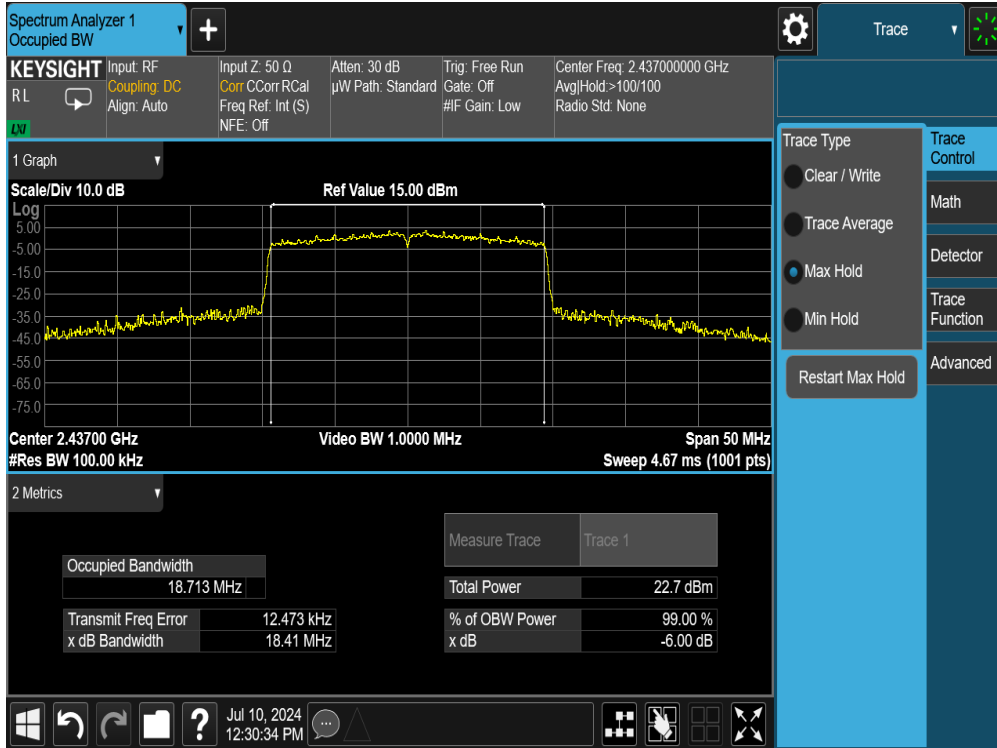 Spectrum Analyzer 1
Occupied BW
+
Trace
KEYSIGHT
R L
LXI
Input: RF
Coupling: DC
Align: Auto
Input Z: 50 Ω
Corr CCorr RCal
Freq Ref: Int (S)
NFE: Off
Atten: 30 dB
µW Path: Standard
Trig: Free Run
Gate: Off
#IF Gain: Low
Center Freq: 2.437000000 GHz
Avg|Hold:>100/100
Radio Std: None
1 Graph
Scale/Div 10.0 dB
Ref Value 15.00 dBm
Log
5.00
-5.00
-15.0
-25.0
-35.0
-45.0
-55.0
-65.0
-75.0
Center 2.43700 GHz
Video BW 1.0000 MHz
Span 50 MHz
#Res BW 100.00 kHz
Sweep 4.67 ms (1001 pts)
2 Metrics
Measure Trace
Trace 1
Occupied Bandwidth
18.713 MHz
Total Power
22.7 dBm
Transmit Freq Error
12.473 kHz
% of OBW Power
99.00 %
x dB Bandwidth
18.41 MHz
x dB
-6.00 dB
Trace Type
Clear / Write
Trace Average
Max Hold
Min Hold
Restart Max Hold
Trace
Control
Math
Detector
Trace
Function
Advanced
?
Jul 10, 2024
12:30:34 PM